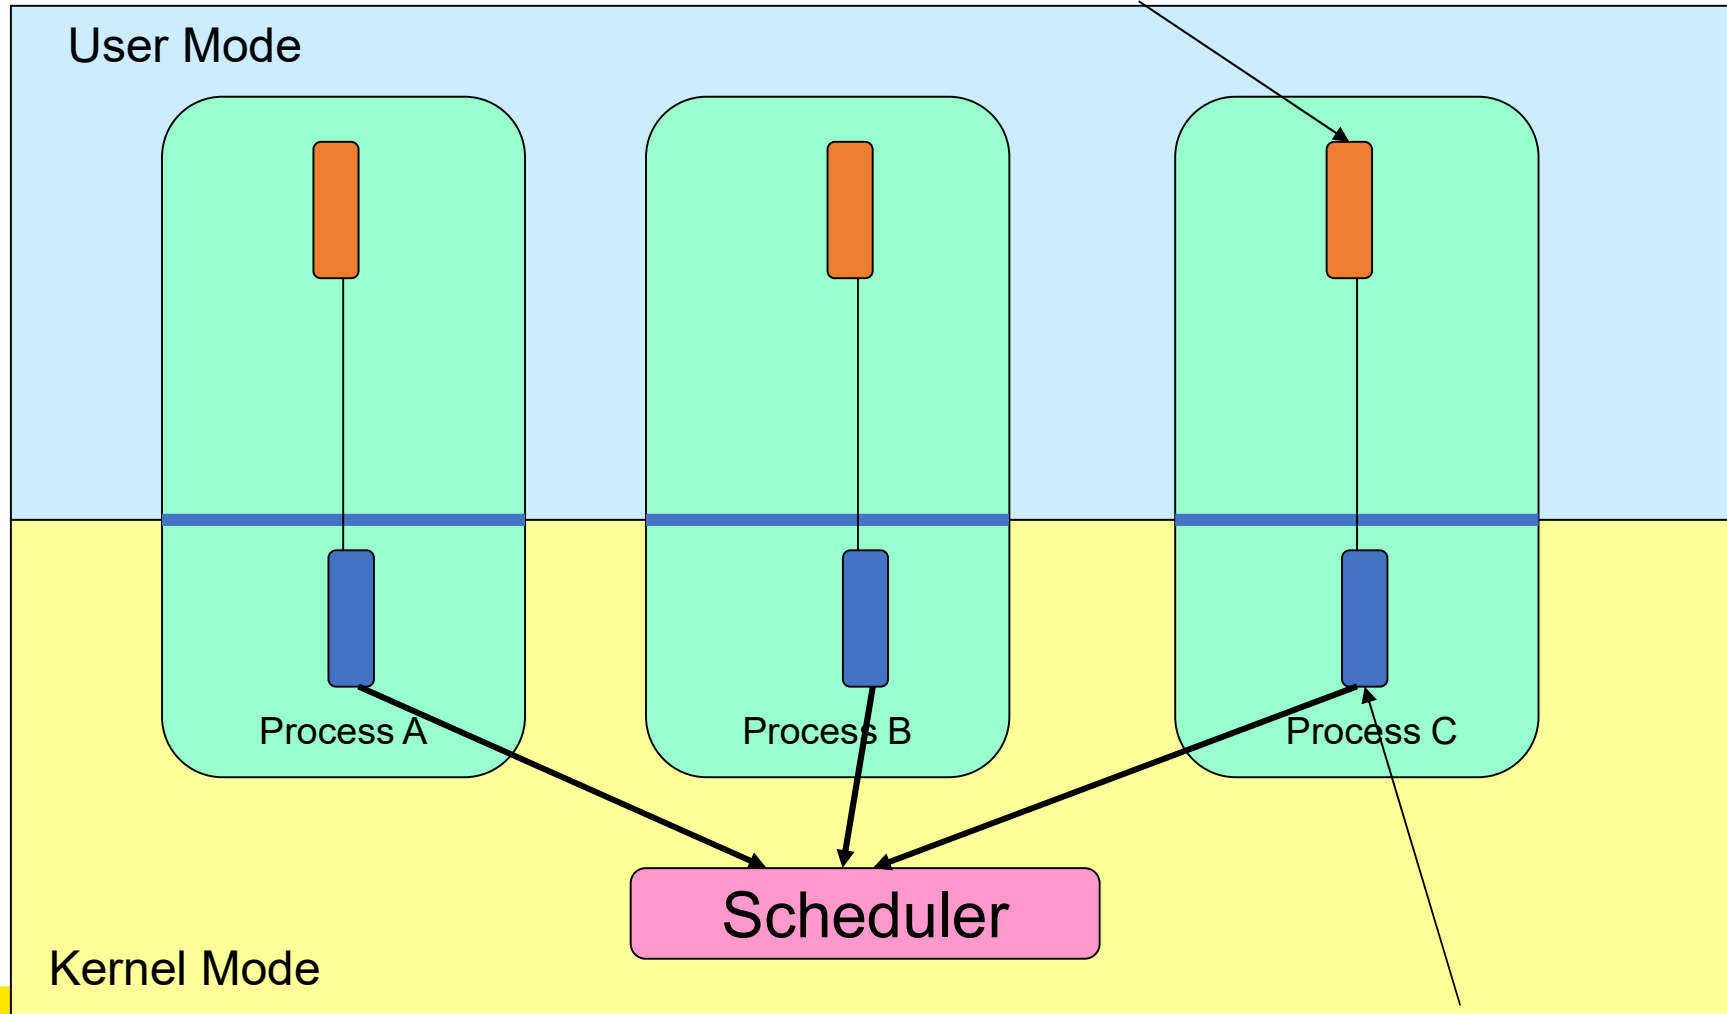 User Mode
Process A
Process B
Process C
Scheduler
Kernel Mode